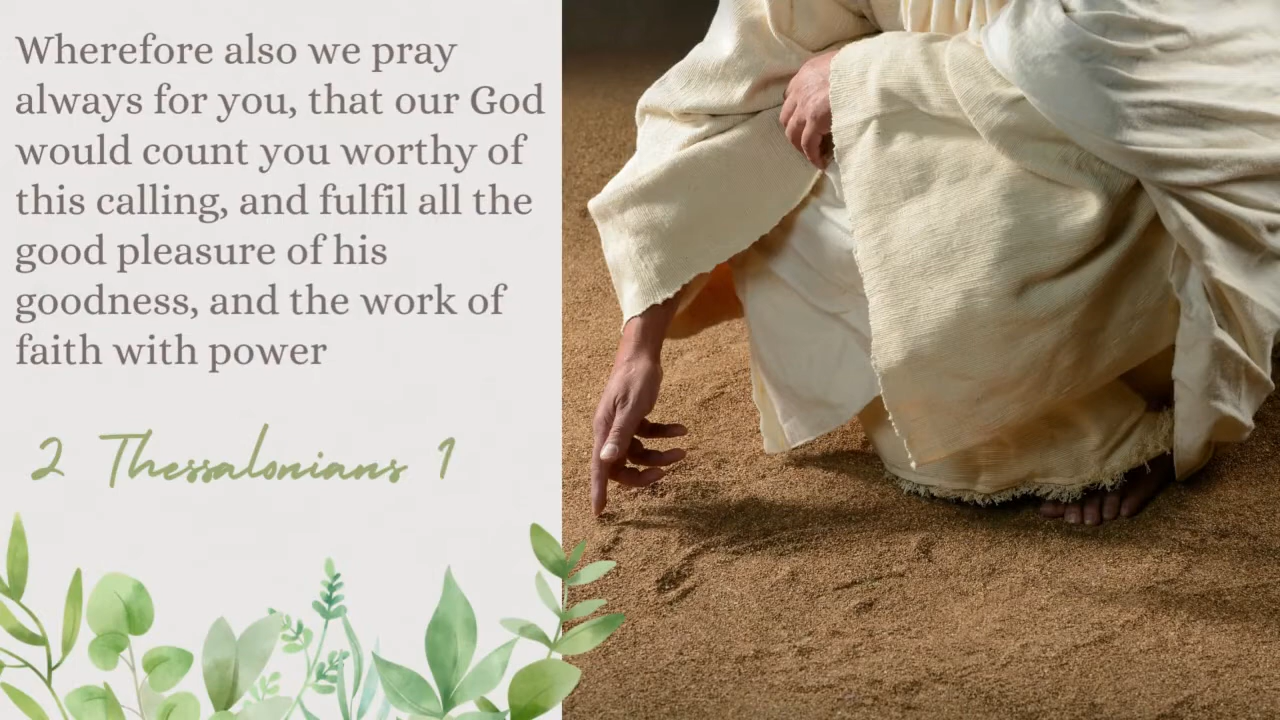 Wherefore also we pray
always for you, that our God
would count you worthy of
this calling, and fulfil all the
good pleasure of his
goodness, and the work of
faith with power
2 Thessalonians 1